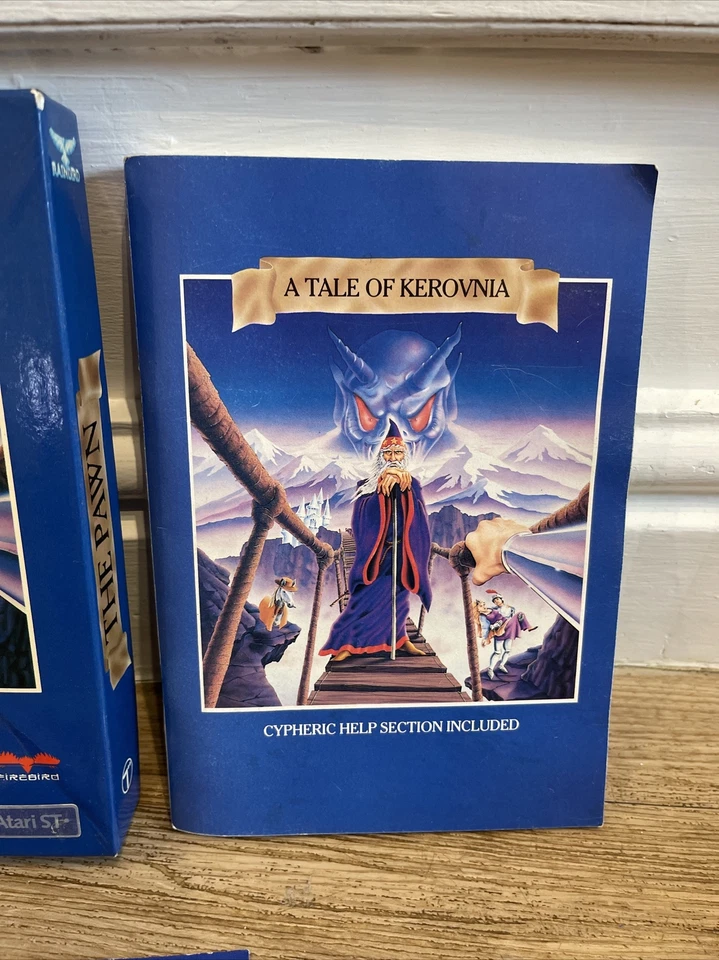 RAINBIRD
THE PAWN
FIREBIRD
Atari ST
A TALE OF KEROVNIA
CYPHERIC HELP SECTION INCLUDED